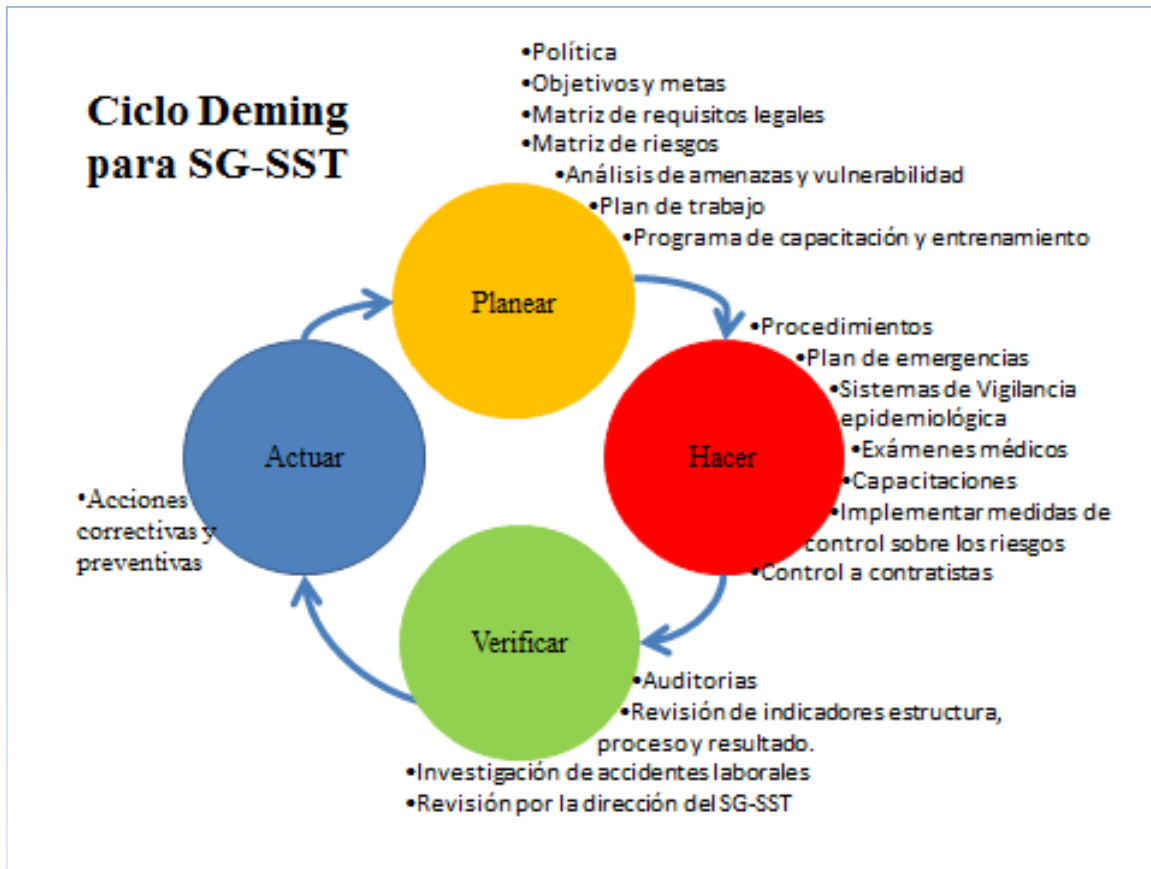 Ciclo Deming
para SG-SST
•Política
•Objetivos y metas
•Matriz de requisitos legales
•Matriz de riesgos
•Análisis de amenazas y vulnerabilidad
•Plan de trabajo
•Programa de capacitación y entrenamiento
Planear
•Procedimientos
•Plan de emergencias
•Sistemas de Vigilancia
epidemiológica
•Exámenes médicos
•Capacitaciones
•Implementar medidas de
control sobre los riesgos
•Control a contratistas
Hacer
Verificar
•Auditorias
•Revisión de indicadores estructura,
proceso y resultado.
•Investigación de accidentes laborales
•Revisión por la dirección del SG-SST
Actuar
•Acciones
correctivas y
preventivas